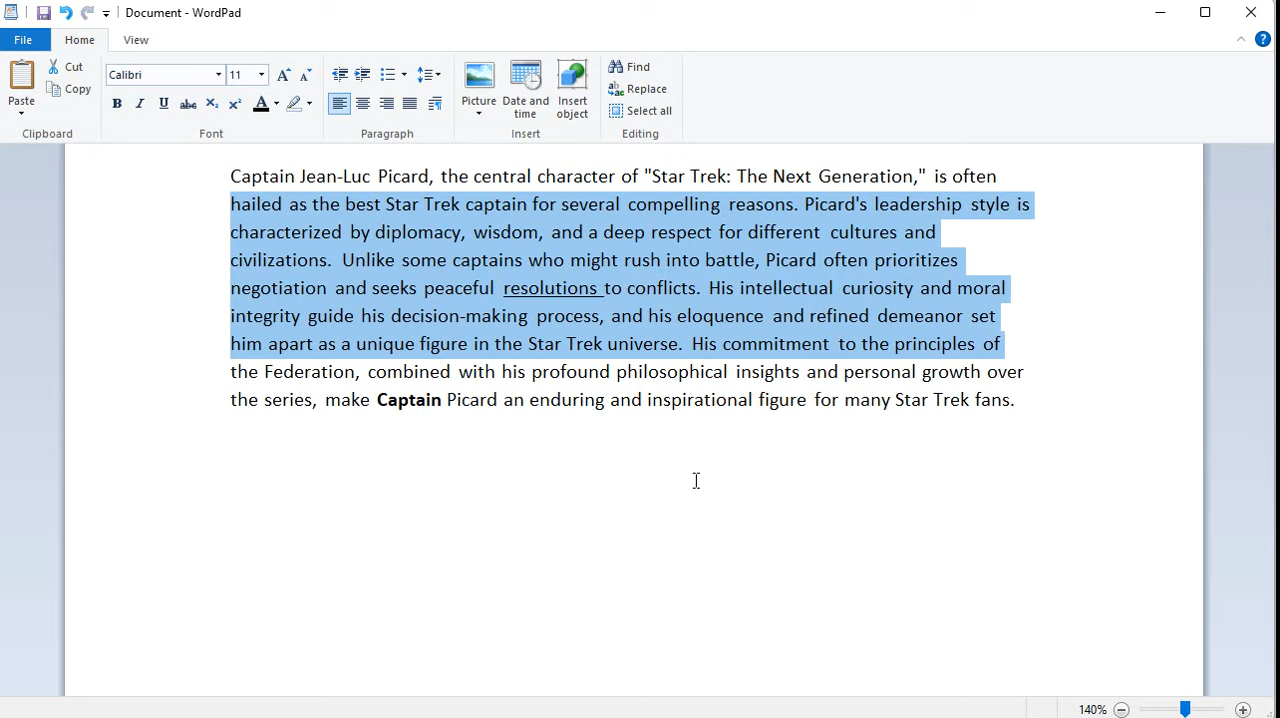 Document - WordPad
File
Home
View
Paste
Cut
Copy
Clipboard
Calibri
11
B I U abc X₂ X²
A
Font
Paragraph
Picture
Date and time
Insert object
Insert
Find
Replace
Select all
Editing
Captain Jean-Luc Picard, the central character of "Star Trek: The Next Generation," is often
hailed as the best Star Trek captain for several compelling reasons. Picard's leadership style is
characterized by diplomacy, wisdom, and a deep respect for different cultures and
civilizations. Unlike some captains who might rush into battle, Picard often prioritizes
negotiation and seeks peaceful resolutions to conflicts. His intellectual curiosity and moral
integrity guide his decision-making process, and his eloquence and refined demeanor set
him apart as a unique figure in the Star Trek universe. His commitment to the principles of
the Federation, combined with his profound philosophical insights and personal growth over
the series, make Captain Picard an enduring and inspirational figure for many Star Trek fans.
140%